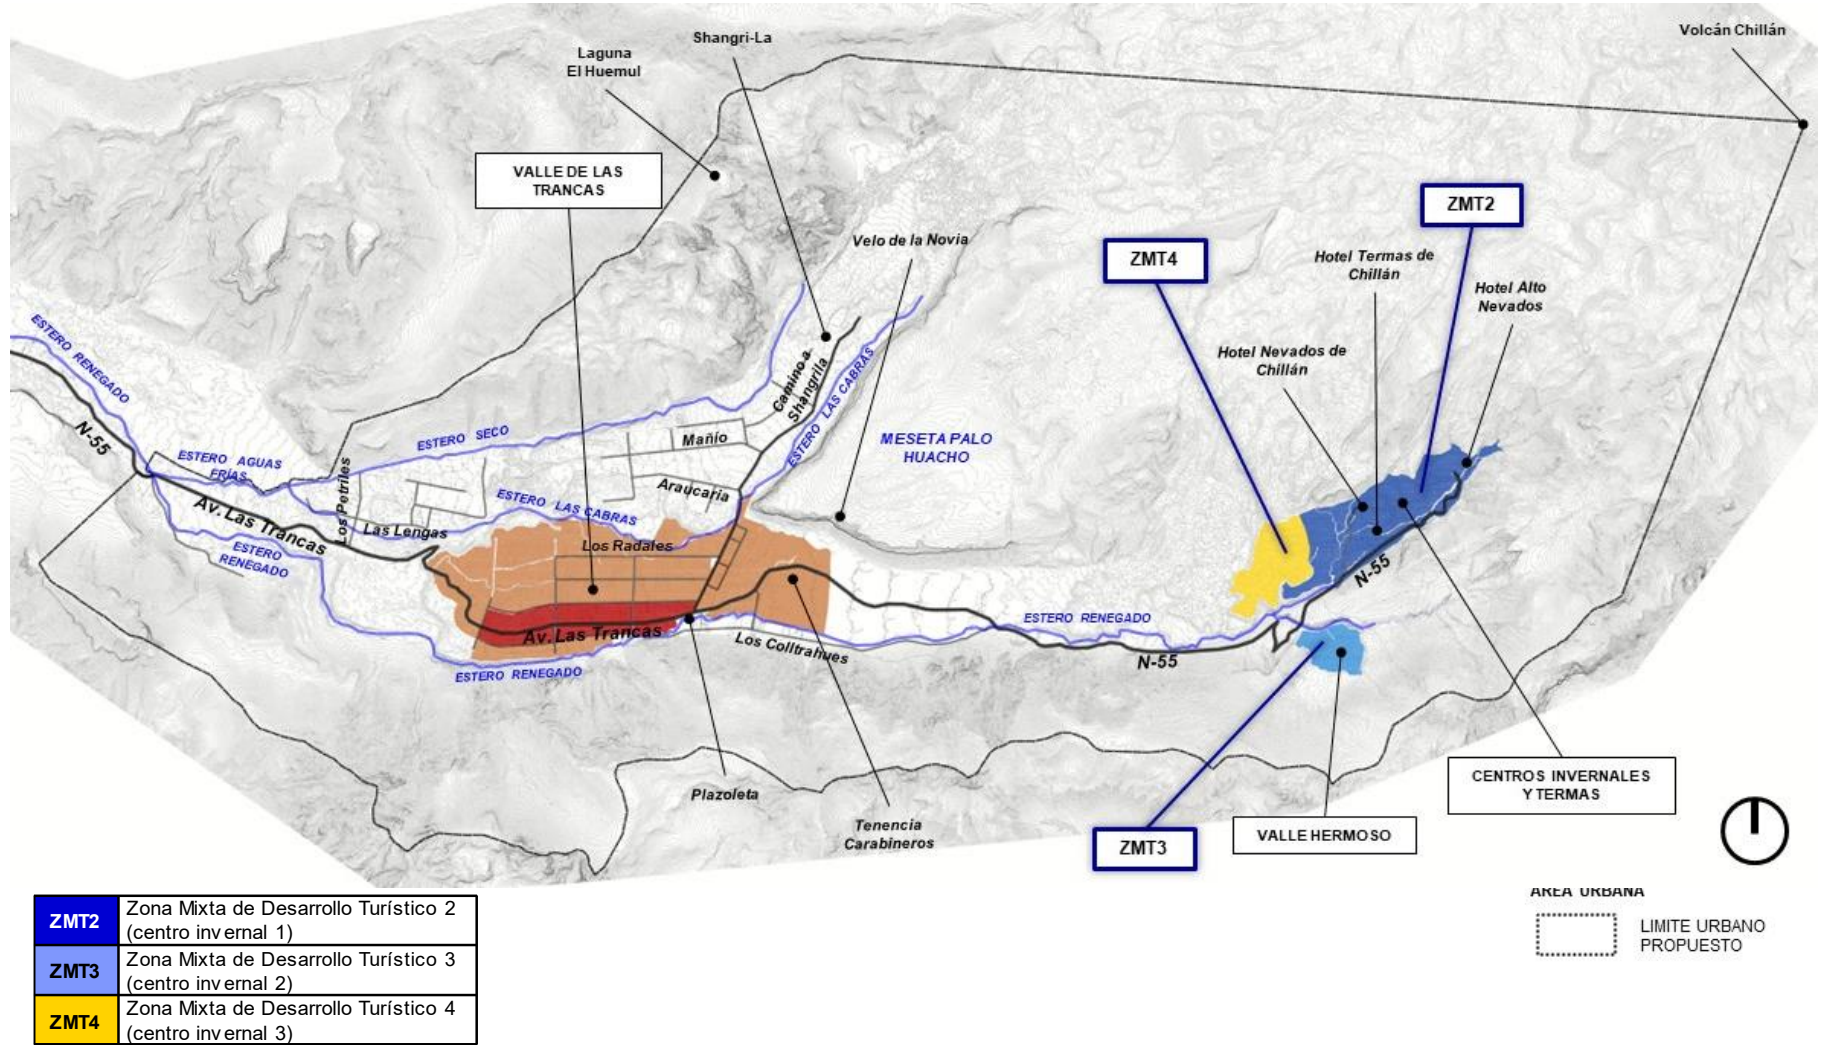 Volcán Chillán
Shangri-La
Laguna
El Huemul
VALLE DE LAS
TRANCAS
ZMT2
Velo de la Novia
ZMT4
Hotel Termas de
Chillán
Hotel Alto
Nevados
ESTERO RENEGADO
Hotel Nevados de
Chillán
Camino a
Shangrila
ESTERO LAS CABRAS
N-55
ESTERO SECO
Mañío
MESETA PALO
HUACHO
ESTERO AGUAS
FRÍAS
Los Petriles
Araucaria
ESTERO LAS CABRAS
Av. Las Trancas
Las Lengas
Los Radales
ESTERO
RENEGADO
N-55
ESTERO RENEGADO
Av. Las Trancas
Los Colltrahues
N-55
ESTERO RENEGADO
Plazoleta
Tenencia
Carabineros
CENTROS INVERNALES
Y TERMAS
ZMT3
VALLE HERMOSO
AREA URBANA
LIMITE URBANO
PROPUESTO
ZMT2
Zona Mixta de Desarrollo Turístico 2
(centro invernal 1)
ZMT3
Zona Mixta de Desarrollo Turístico 3
(centro invernal 2)
ZMT4
Zona Mixta de Desarrollo Turístico 4
(centro invernal 3)